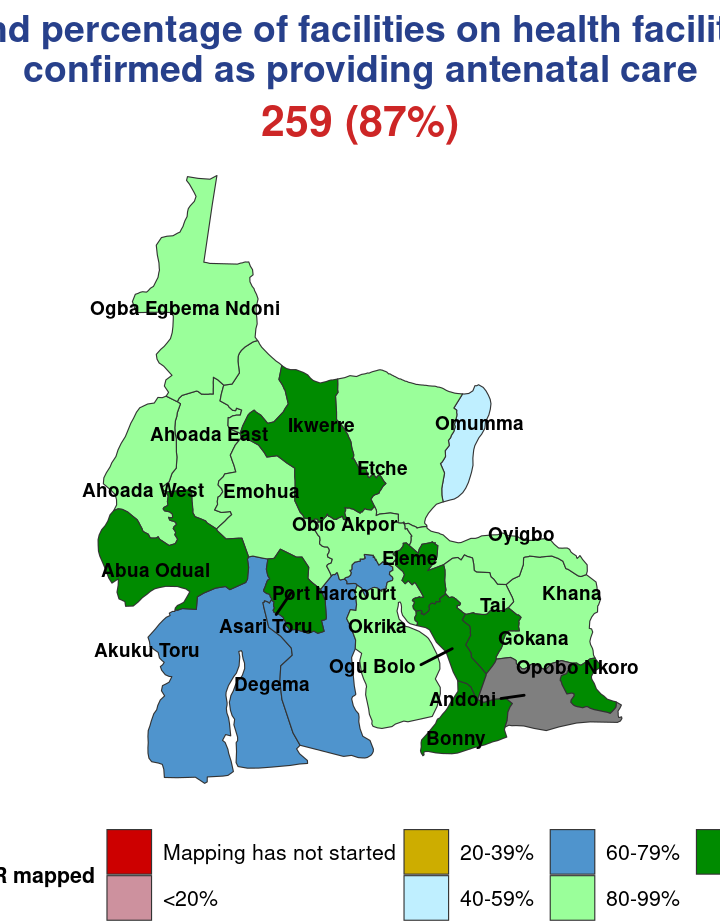 percentage of facilities on health
confirmed as providing antenatal care
259 (87%)
Ogba Egbema Ndoni
Ikwerre
Omumma
Ahoada East
Etche
Ahoada West
Emohua
Obio Akpor
Oyigbo
Eleme
Abua Odual
Port Harcourt
Khana
Tai
Asari Toru
Okrika
Gokana
Akuku Toru
Ogu Bolo
Opobo Nkoro
Degema
Andoni
Bonny
Mapping has not started
20-39%
60-79%
R mapped
<20%
40-59%
80-99%